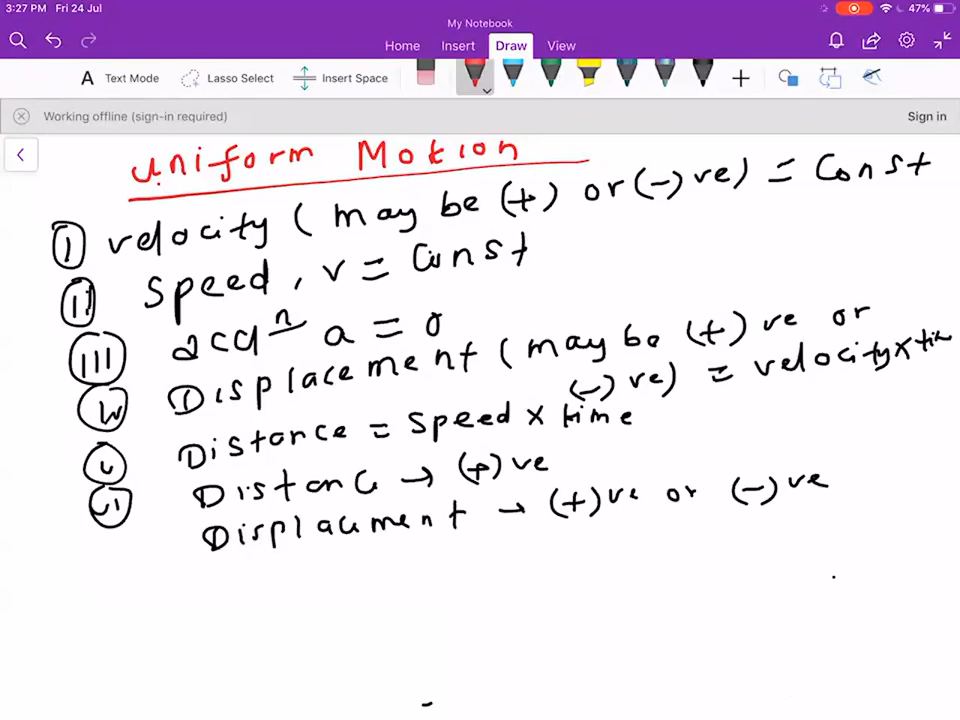 3:27 PM Fri 24 Jul
47%
My Notebook
Home Insert Draw View
A Text Mode Lasso Select Insert Space
Working offline (sign-in required) Sign in
Uniform Motion
I velocity (may be (+) or (-) ve) = Const
II speed, v = Const
III accⁿ a = 0
IV Displacement (may be (+) ve or
(-) ve) = velocity × tim
V Distance = speed × time
VI Distance → (+) ve
Displacement → (+) ve or (-) ve